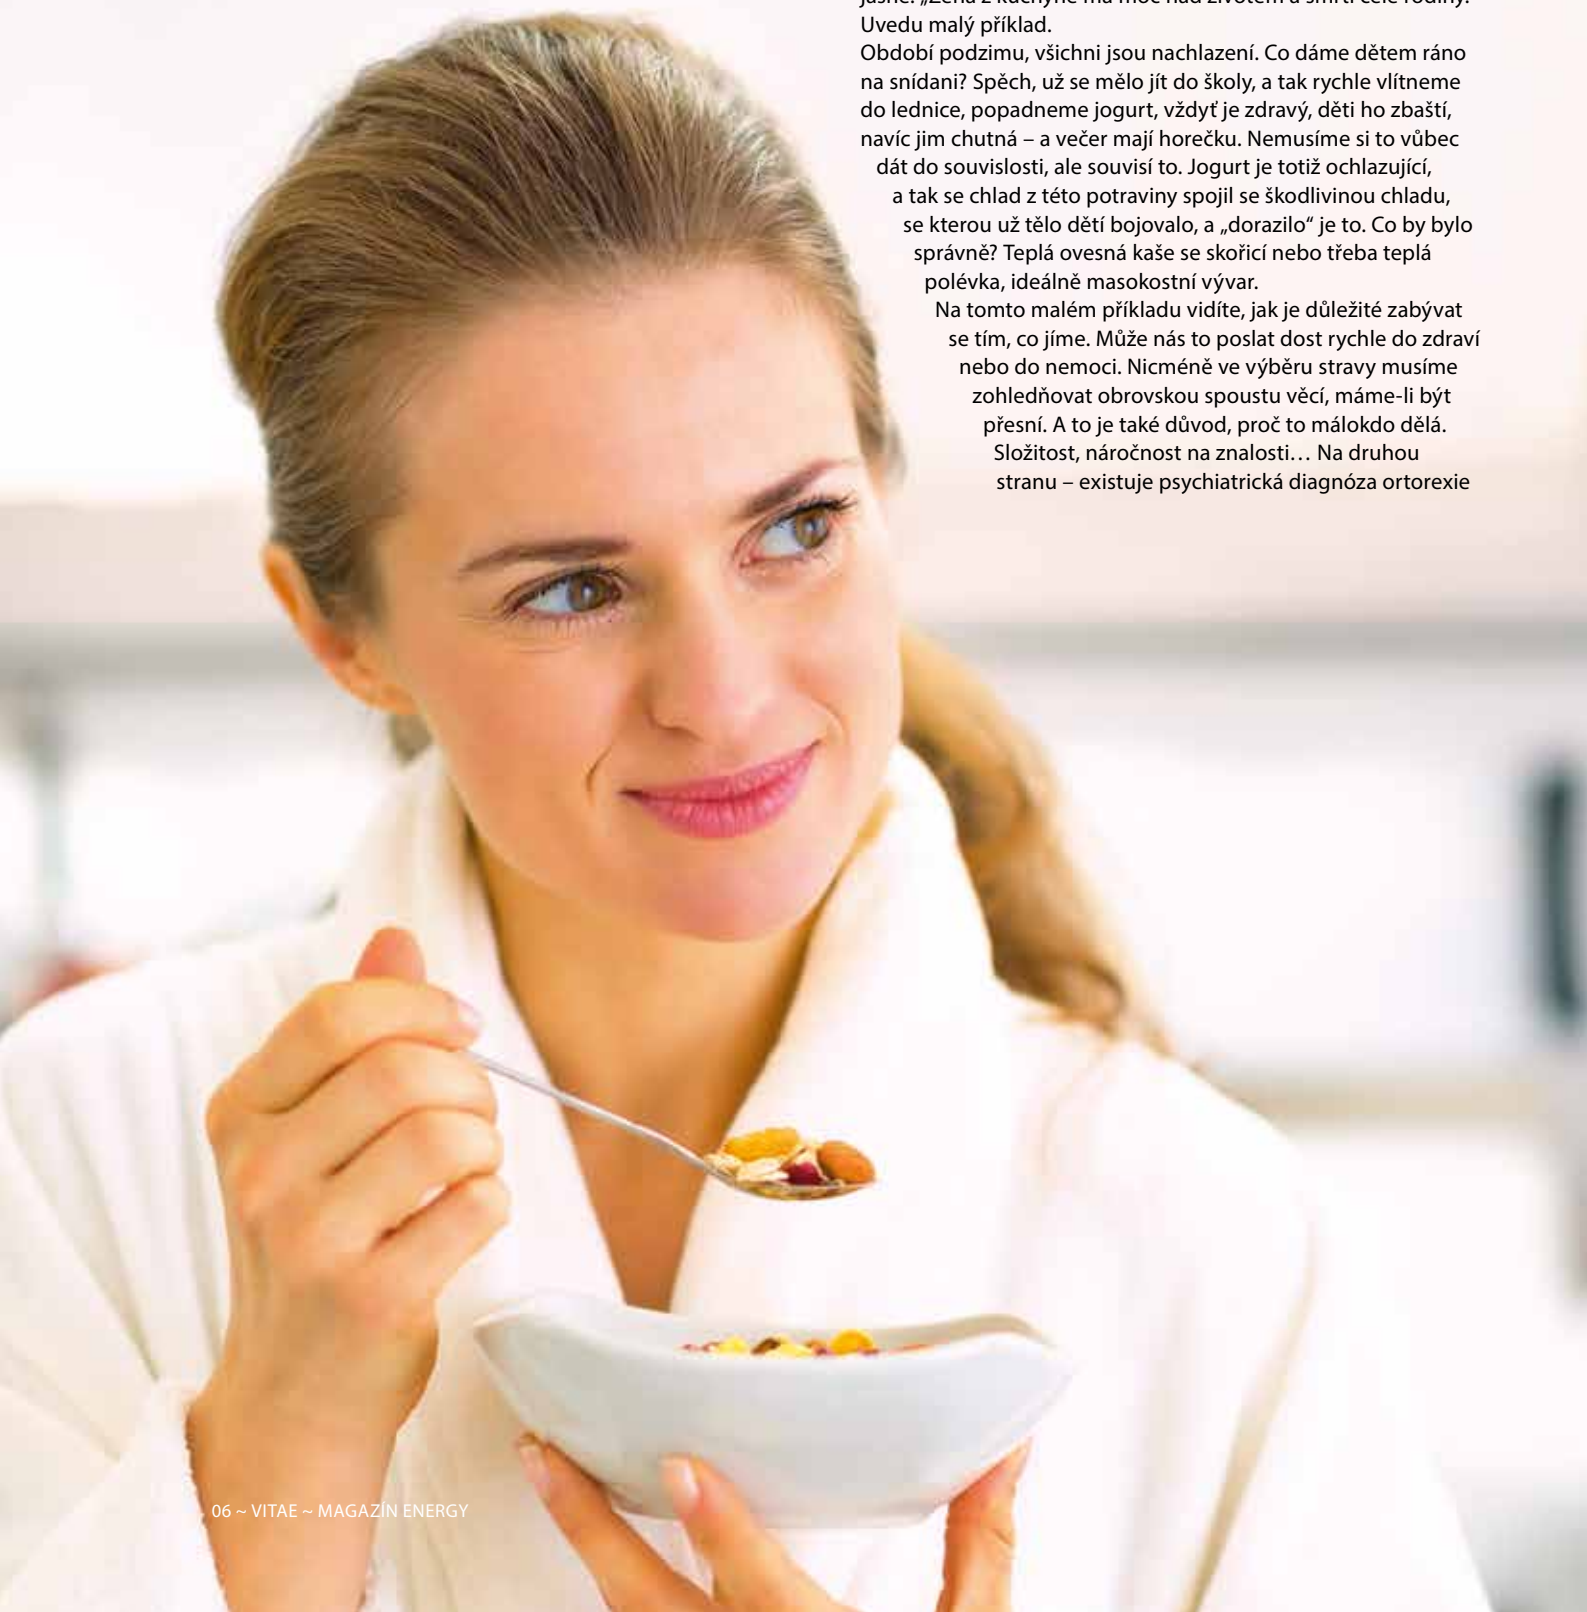 Uvedu malý příklad.
Období podzimu, všichni jsou nachlazení. Co dáme dětem ráno
na snídani? Spěch, už se mělo jít do školy, a tak rychle vlítneme
do lednice, popadneme jogurt, vždyť je zdravý, děti ho zbaští,
navíc jim chutná – a večer mají horečku. Nemusíme si to vůbec
dát do souvislosti, ale souvisí to. Jogurt je totiž ochlazující,
a tak se chlad z této potraviny spojil se škodlivinou chladu,
se kterou už tělo dětí bojovalo, a „dorazilo“ je to. Co by bylo
správně? Teplá ovesná kaše se skořicí nebo třeba teplá
polévka, ideálně masokostní vývar.
Na tomto malém příkladu vidíte, jak je důležité zabývat
se tím, co jíme. Může nás to poslat dost rychle do zdraví
nebo do nemoci. Nicméně ve výběru stravy musíme
zohledňovat obrovskou spoustu věcí, máme-li být
přesní. A to je také důvod, proč to málokdo dělá.
Složitost, náročnost na znalosti… Na druhou
stranu – existuje psychiatrická diagnóza ortorexie
06 ~ VITAE ~ MAGAZÍN ENERGY